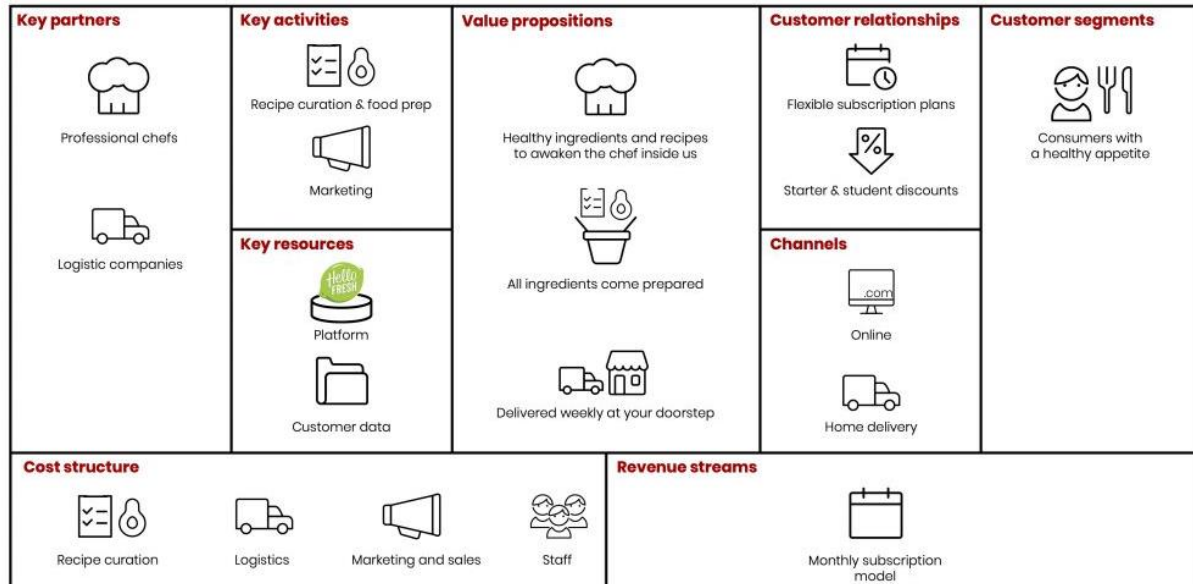 Key partners
Professional chefs
Logistic companies
Key activities
Recipe curation & food prep
Marketing
Key resources
Hello
FRESH
Platform
Customer data
Value propositions
Healthy ingredients and recipes
to awaken the chef inside us
All ingredients come prepared
Delivered weekly at your doorstep
Customer relationships
Flexible subscription plans
%
Starter & student discounts
Channels
.com
Online
Home delivery
Customer segments
Consumers with
a healthy appetite
Cost structure
Recipe curation
Logistics
Marketing and sales
Staff
Revenue streams
Monthly subscription
model